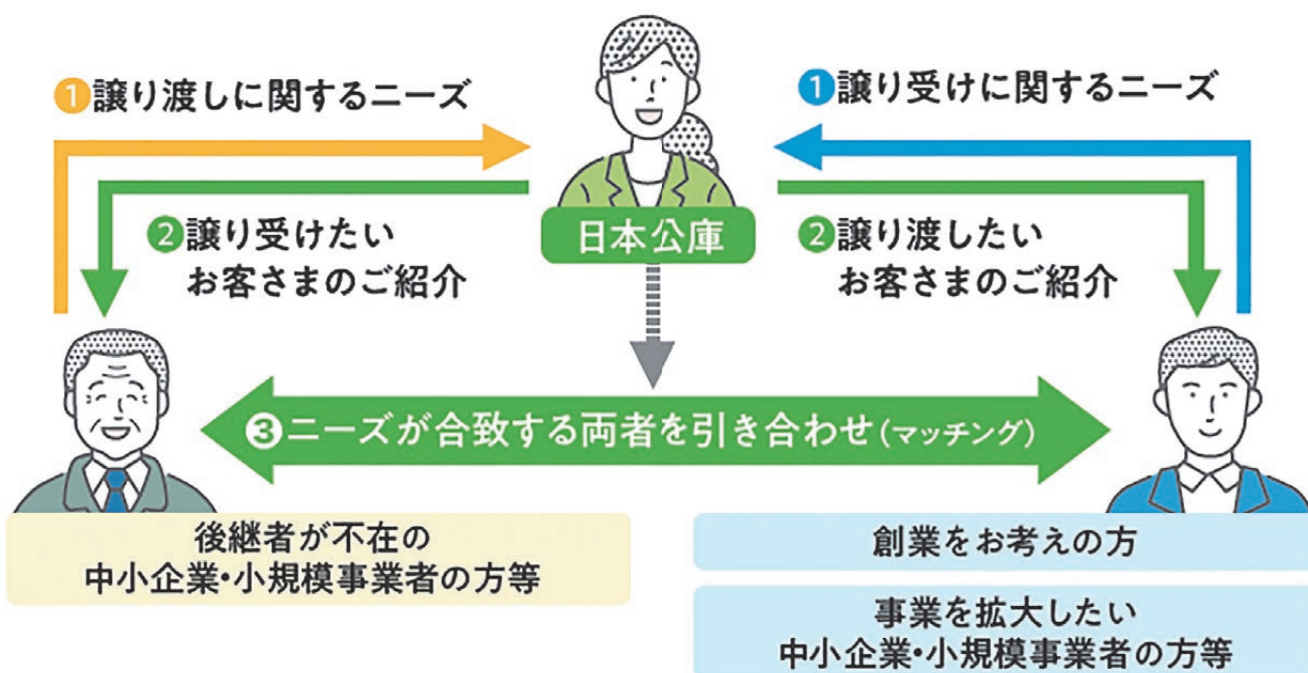 ①譲り渡しに関するニーズ
①譲り受けに関するニーズ
②譲り受けたい
お客さまのご紹介
日本公庫
②譲り渡したい
お客さまのご紹介
③ニーズが合致する両者を引き合わせ(マッチング)
後継者が不在の
中小企業・小規模事業者の方等
創業をお考えの方
事業を拡大したい
中小企業・小規模事業者の方等